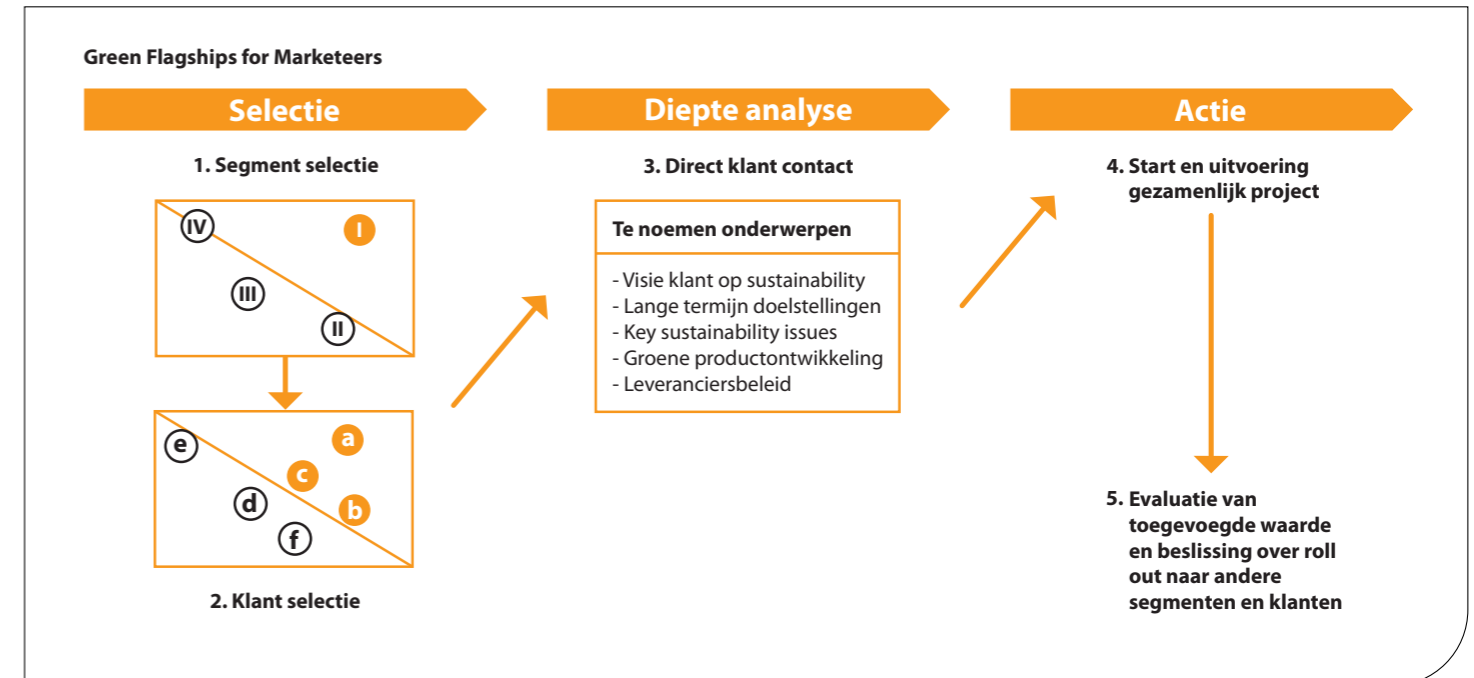 Green Flagships for Marketeers
Selectie
1. Segment selectie
IV
I
III
II
e
a
c
d
b
f
2. Klant selectie
Diepte analyse
3. Direct klant contact
Te noemen onderwerpen
- Visie klant op sustainability
- Lange termijn doelstellingen
- Key sustainability issues
- Groene productontwikkeling
- Leveranciersbeleid
Actie
4. Start en uitvoering
gezamenlijk project
5. Evaluatie van
toegevoegde waarde
en beslissing over roll
out naar andere
segmenten en klanten